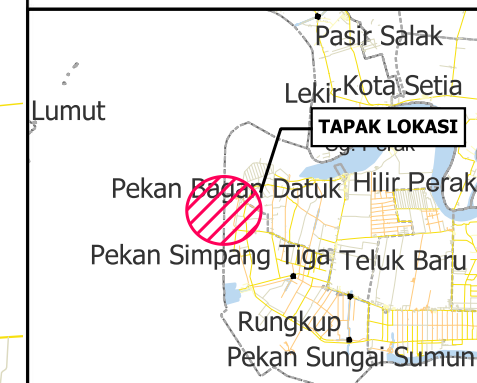 Pasir Salak
Lekir
Kota Setia
Lumut
TAPAK LOKASI
Sg. Perak
Pekan Bagan Datuk
Hilir Perak
Pekan Simpang Tiga
Teluk Baru
Rungkup
Pekan Sungai Sumun